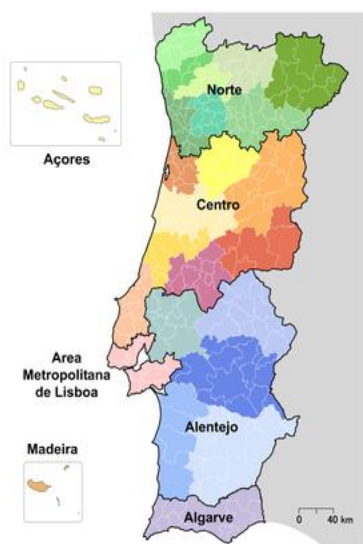 Norte
Açores
Centro
Area
Metropolitana
de Lisboa
Madeira
Alentejo
Algarve
0 40 km